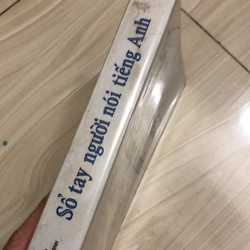 Sổ tay người nói tiếng Anh